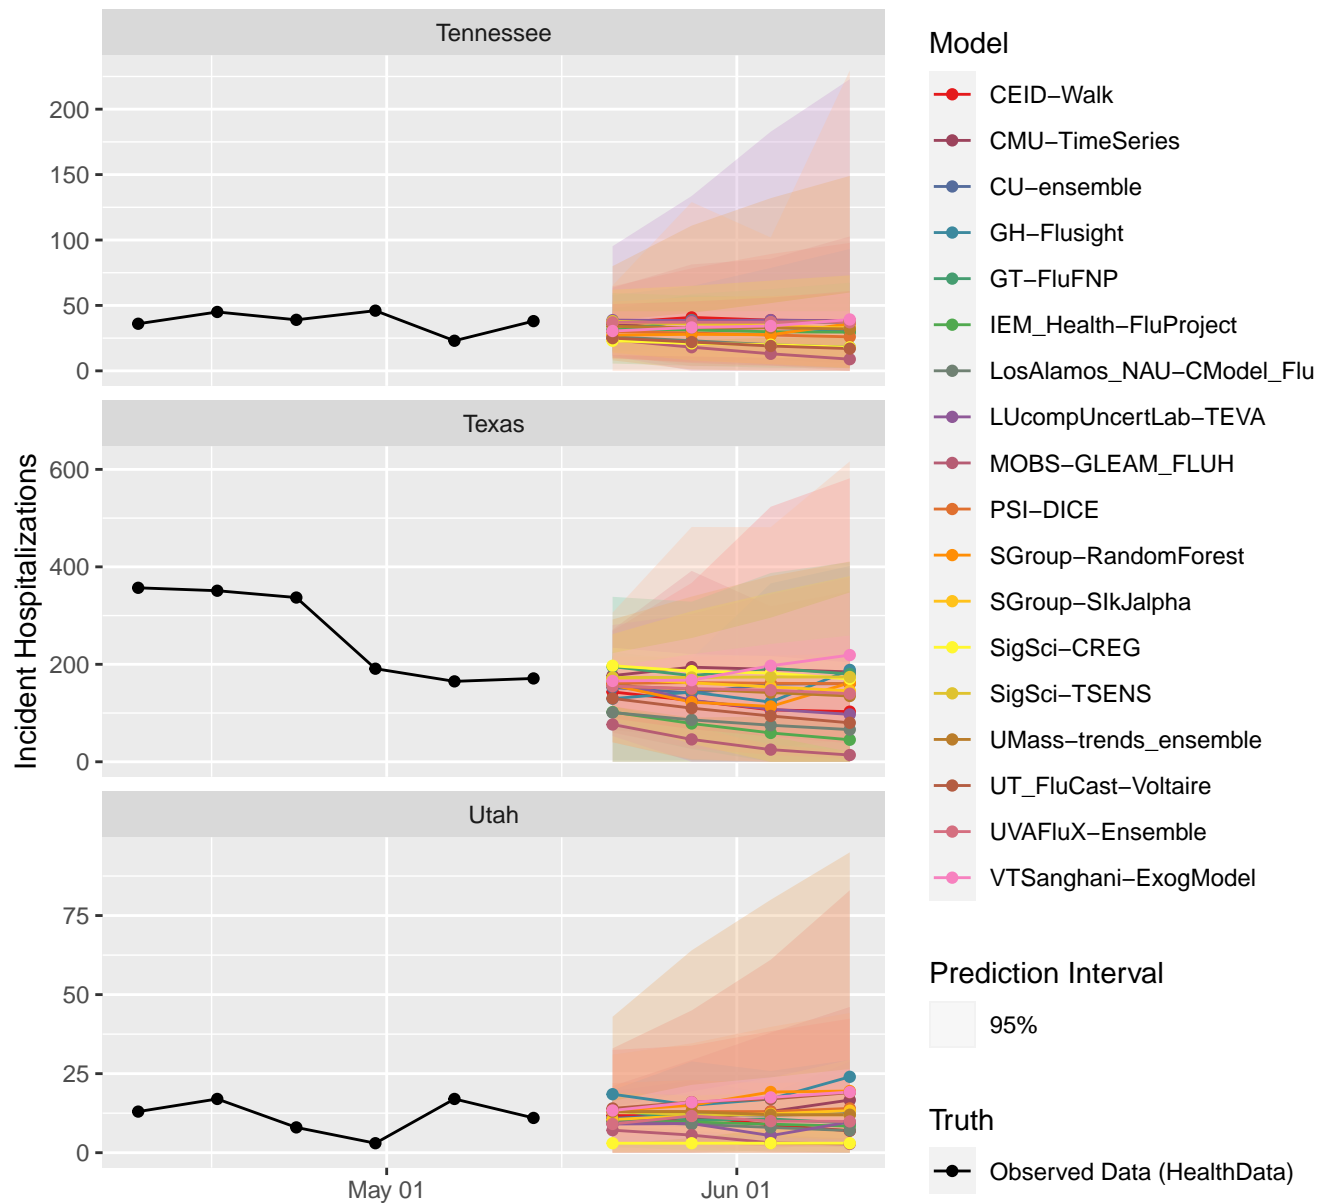 Tennessee
200
150
100
50
0
Texas
600
400
200
0
Utah
75
50
25
0
May 01
Jun 01
Incident Hospitalizations
Model
CEID−Walk
CMU−TimeSeries
CU−ensemble
GH−Flusight
GT−FluFNP
IEM_Health−FluProject
LosAlamos_NAU−CModel_Flu
LUcompUncertLab−TEVA
MOBS−GLEAM_FLUH
PSI−DICE
SGroup−RandomForest
SGroup−SIkJalpha
SigSci−CREG
SigSci−TSENS
UMass−trends_ensemble
UT_FluCast−Voltaire
UVAFluX−Ensemble
VTSanghani−ExogModel
Prediction Interval
95%
Truth
Observed Data (HealthData)